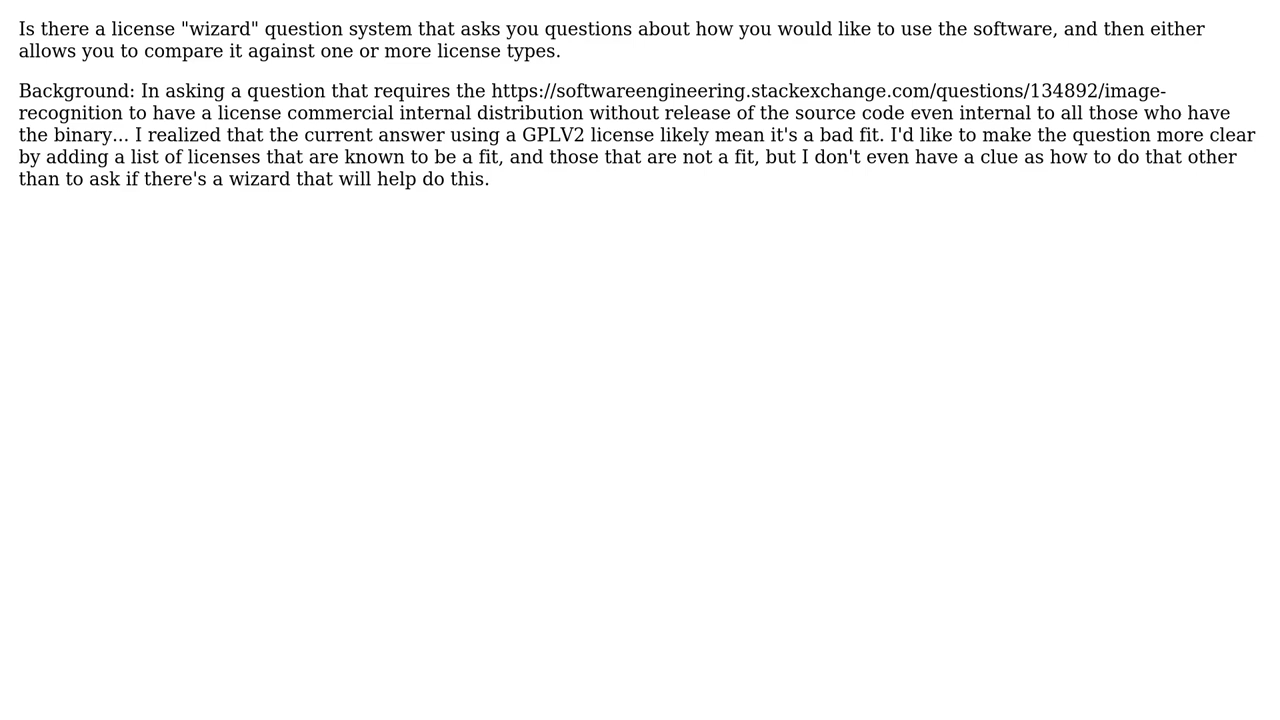 Is there a license "wizard" question system that asks you questions about how you would like to use the software, and then either
allows you to compare it against one or more license types.
Background: In asking a question that requires the https://softwareengineering.stackexchange.com/questions/134892/image-
recognition to have a license commercial internal distribution without release of the source code even internal to all those who have
the binary... I realized that the current answer using a GPLV2 license likely mean it's a bad fit. I'd like to make the question more clear
by adding a list of licenses that are known to be a fit, and those that are not a fit, but I don't even have a clue as how to do that other
than to ask if there's a wizard that will help do this.